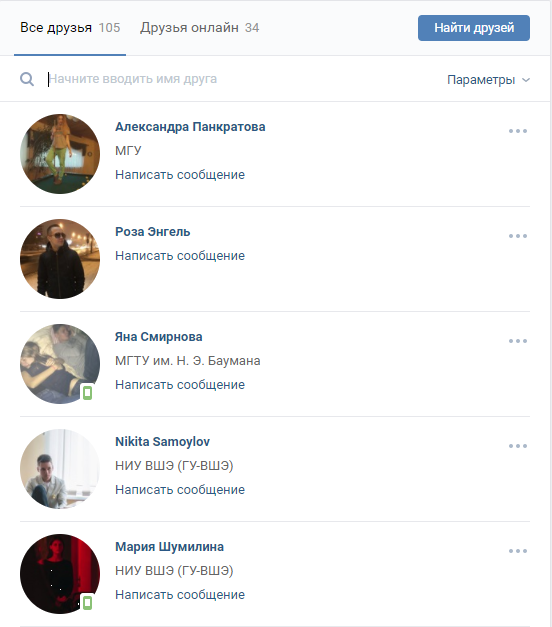 Все друзья 105 Друзья онлайн 34 Найти друзей
Начните вводить имя друга Параметры
Александра Панкратова
МГУ
Написать сообщение
Роза Энгель
Написать сообщение
Яна Смирнова
МГТУ им. Н. Э. Баумана
Написать сообщение
Nikita Samoylov
НИУ ВШЭ (ГУ-ВШЭ)
Написать сообщение
Мария Шумилина
НИУ ВШЭ (ГУ-ВШЭ)
Написать сообщение